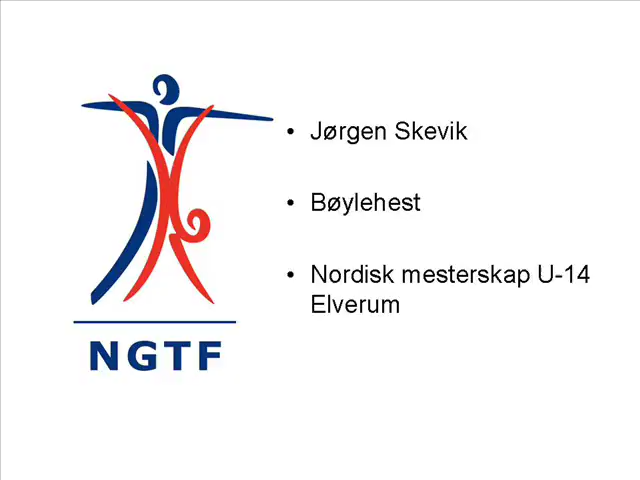 • Jørgen Skevik
• Bøylehest
• Nordisk mesterskap U-14
Elverum
NGTF